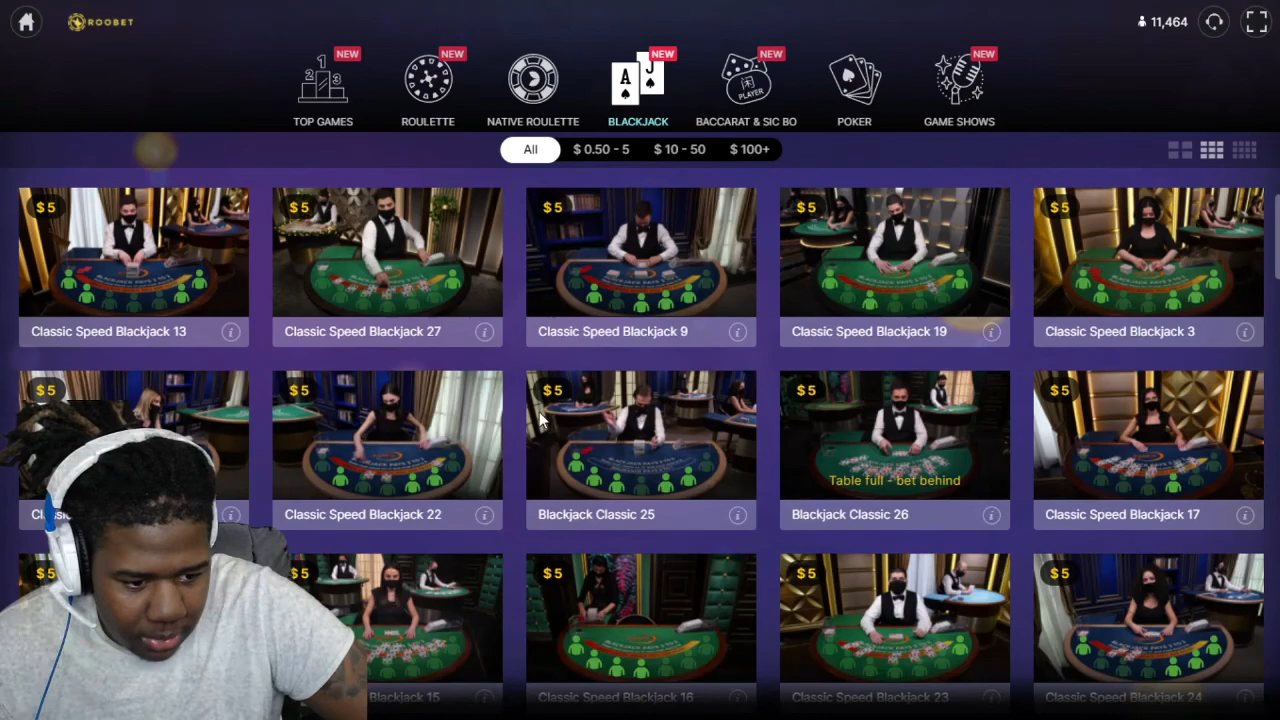 ROOBET
11,464
NEW NEW NEW NEW NEW NEW
1
2 3
A J
闲
PLAYER
TOP GAMES ROULETTE NATIVE ROULETTE BLACKJACK BACCARAT & SIC BO POKER GAME SHOWS
All $ 0.50 - 5 $ 10 - 50 $ 100+
$5 $5 $5 $5 $5
Classic Speed Blackjack 13 Classic Speed Blackjack 27 Classic Speed Blackjack 9 Classic Speed Blackjack 19 Classic Speed Blackjack 3
$5 $5 $5 $5 $5
Table full - bet behind
Classic Speed Blackjack 22 Blackjack Classic 25 Blackjack Classic 26 Classic Speed Blackjack 17
$5 $5 $5 $5 $5
Blackjack 15 Classic Speed Blackjack 16 Classic Speed Blackjack 23 Classic Speed Blackjack 24